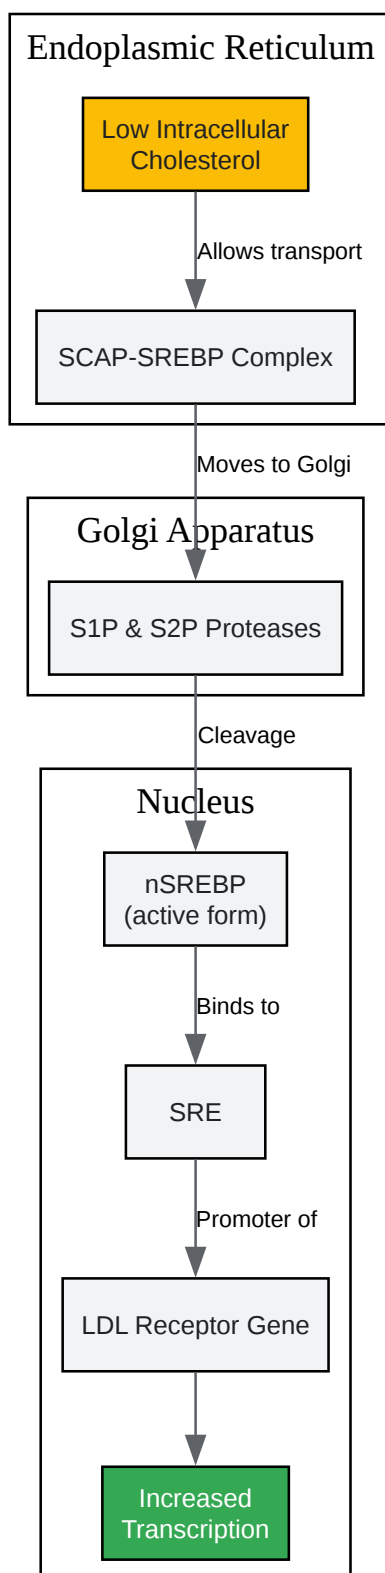 Endoplasmic Reticulum
Low Intracellular
Cholesterol
Allows transport
SCAP-SREBP Complex
Moves to Golgi
Golgi Apparatus
S1P & S2P Proteases
Cleavage
Nucleus
nSREBP
(active form)
Binds to
SRE
Promoter of
LDL Receptor Gene
Increased
Transcription